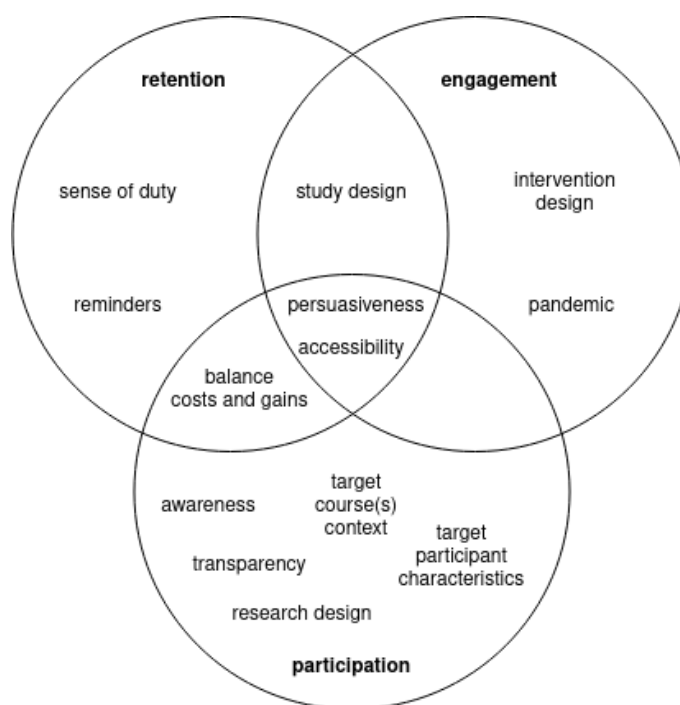 retention
engagement
sense of duty
study design
intervention
design
reminders
persuasiveness
pandemic
accessibility
balance
costs and gains
awareness
target
course(s)
context
target
participant
characteristics
transparency
research design
participation